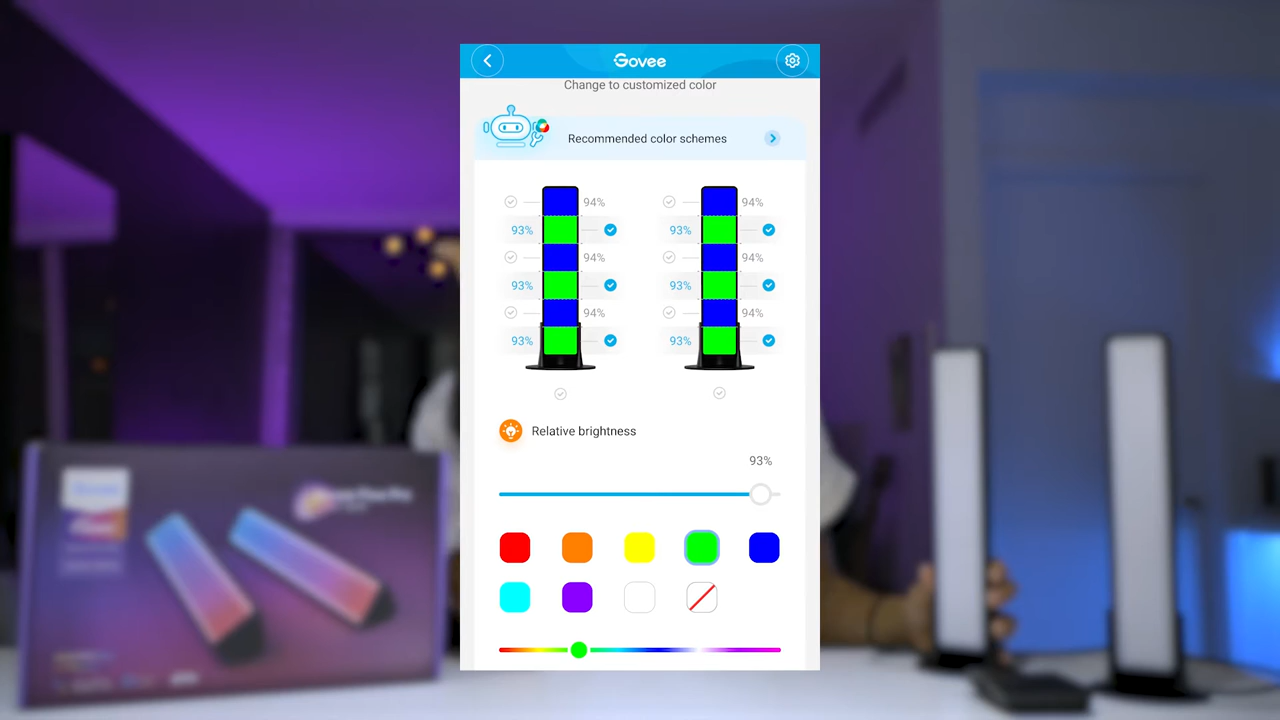 Govee
Change to customized color
Recommended color schemes
94% 94%
93% 93%
94% 94%
93% 93%
94% 94%
93% 93%
Relative brightness
93%